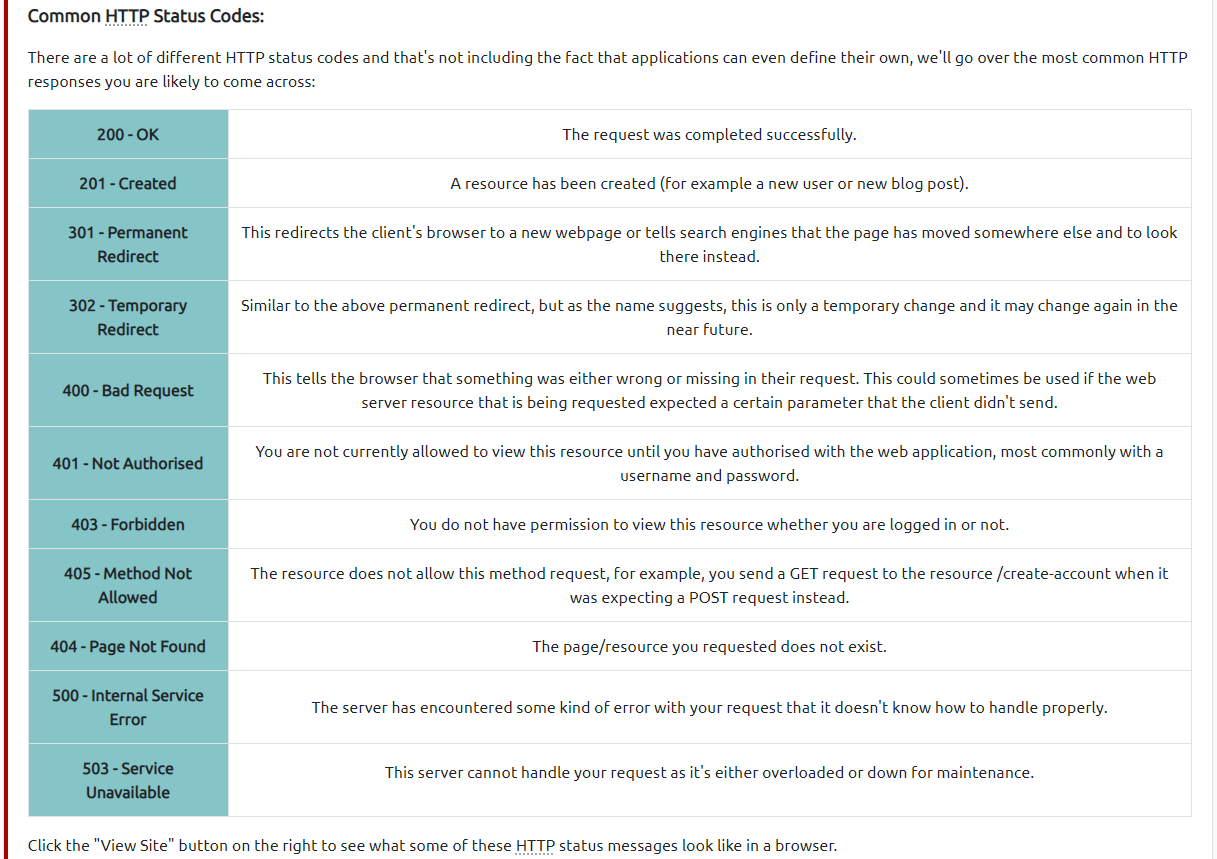 Common HTTP Status Codes:
There are a lot of different HTTP status codes and that's not including the fact that applications can even define their own, we'll go over the most common HTTP
responses you are likely to come across:
200 - OK
The request was completed successfully.
201 - Created
A resource has been created (for example a new user or new blog post).
301 - Permanent
Redirect
This redirects the client's browser to a new webpage or tells search engines that the page has moved somewhere else and to look
there instead.
302 - Temporary
Redirect
Similar to the above permanent redirect, but as the name suggests, this is only a temporary change and it may change again in the
near future.
400 - Bad Request
This tells the browser that something was either wrong or missing in their request. This could sometimes be used if the web
server resource that is being requested expected a certain parameter that the client didn't send.
401 - Not Authorised
You are not currently allowed to view this resource until you have authorised with the web application, most commonly with a
username and password.
403 - Forbidden
You do not have permission to view this resource whether you are logged in or not.
405 - Method Not
Allowed
The resource does not allow this method request, for example, you send a GET request to the resource /create-account when it
was expecting a POST request instead.
404 - Page Not Found
The page/resource you requested does not exist.
500 - Internal Service
Error
The server has encountered some kind of error with your request that it doesn't know how to handle properly.
503 - Service
Unavailable
This server cannot handle your request as it's either overloaded or down for maintenance.
Click the "View Site" button on the right to see what some of these HTTP status messages look like in a browser.